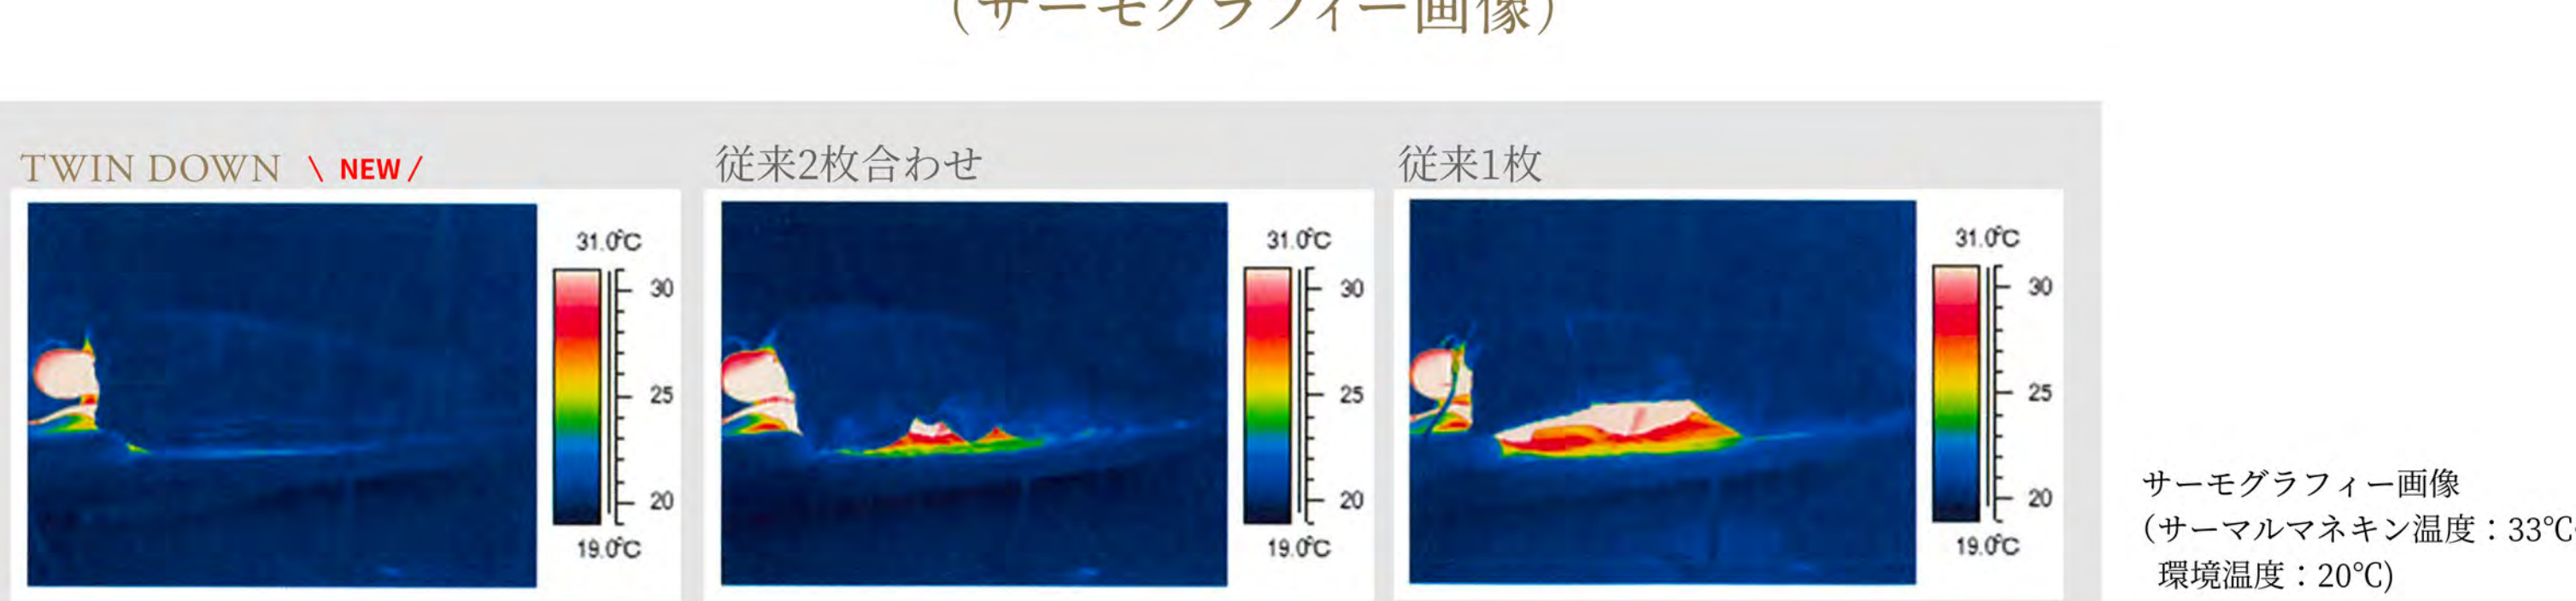 (サーモグラフィー画像)
TWIN DOWN \ NEW /
従来2枚合わせ
従来1枚
31.0°C
30
25
20
19.0°C
31.0°C
30
25
20
19.0°C
31.0°C
30
25
20
19.0°C
サーモグラフィー画像
(サーマルマネキン温度：33℃
環境温度：20℃)